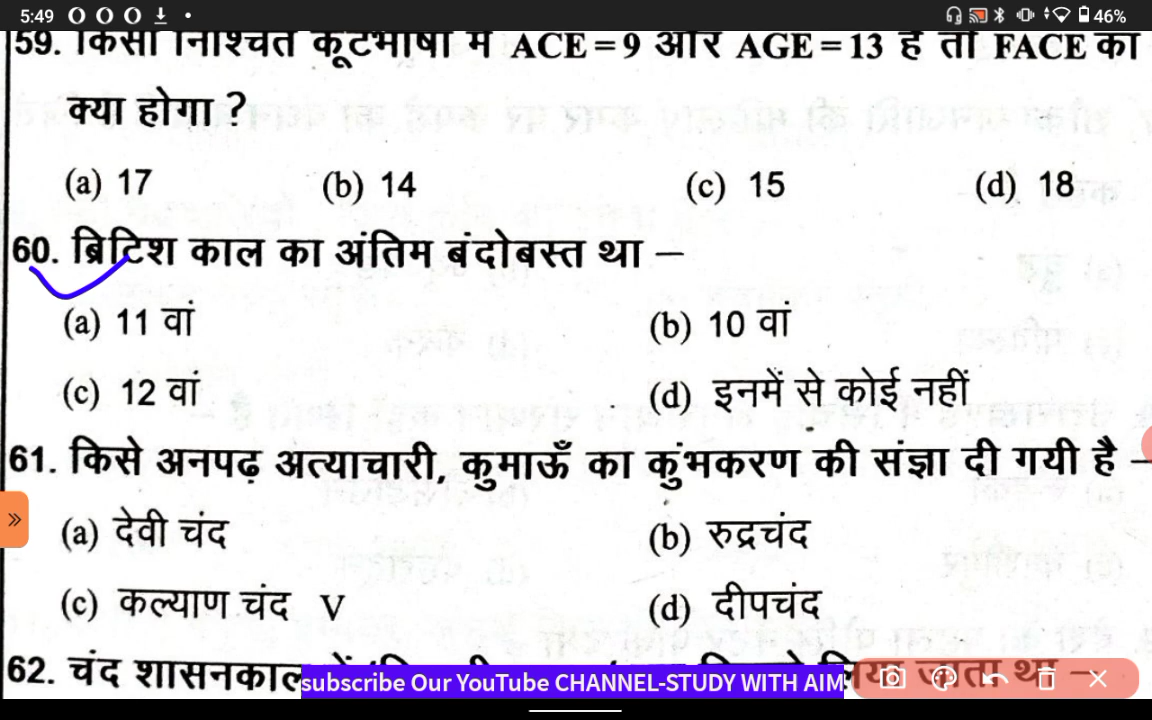 5:49
46%
59. किसी निश्चित कूटभाषा में ACE = 9 और AGE = 13 है तो FACE का
क्या होगा ?
(a) 17 (b) 14 (c) 15 (d) 18
60. ब्रिटिश काल का अंतिम बंदोबस्त था –
(a) 11 वां (b) 10 वां
(c) 12 वां (d) इनमें से कोई नहीं
61. किसे अनपढ़ अत्याचारी, कुमाऊँ का कुंभकरण की संज्ञा दी गयी है –
(a) देवी चंद (b) रुद्रचंद
(c) कल्याण चंद V (d) दीपचंद
62. चंद शासनकाल लिया जाता था –
subscribe Our YouTube CHANNEL-STUDY WITH AIM